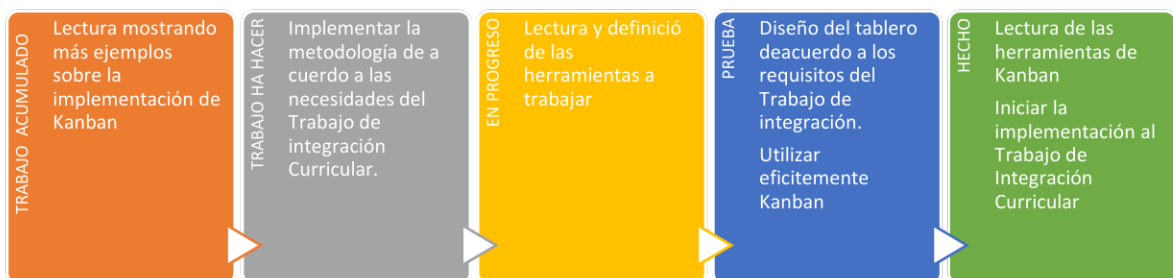 TRABAJO ACUMULADO
Lectura mostrando
más ejemplos
sobre la
implementación de
Kanban
TRABAJO HA HACER
Implementar la
metodología de a
cuerdo a las
necesidades del
Trabajo de
integración
Curricular.
EN PROGRESO
Lectura y definició
de las
herramientas a
trabajar
PRUEBA
Diseño del tablero
deacuerdo a los
requisitos del
Trabajo de
integración.
Utilizar
eficitemente
Kanban
HECHO
Lectura de las
herramientas de
Kanban
Iniciar la
implementación al
Trabajo de
Integración
Curricular